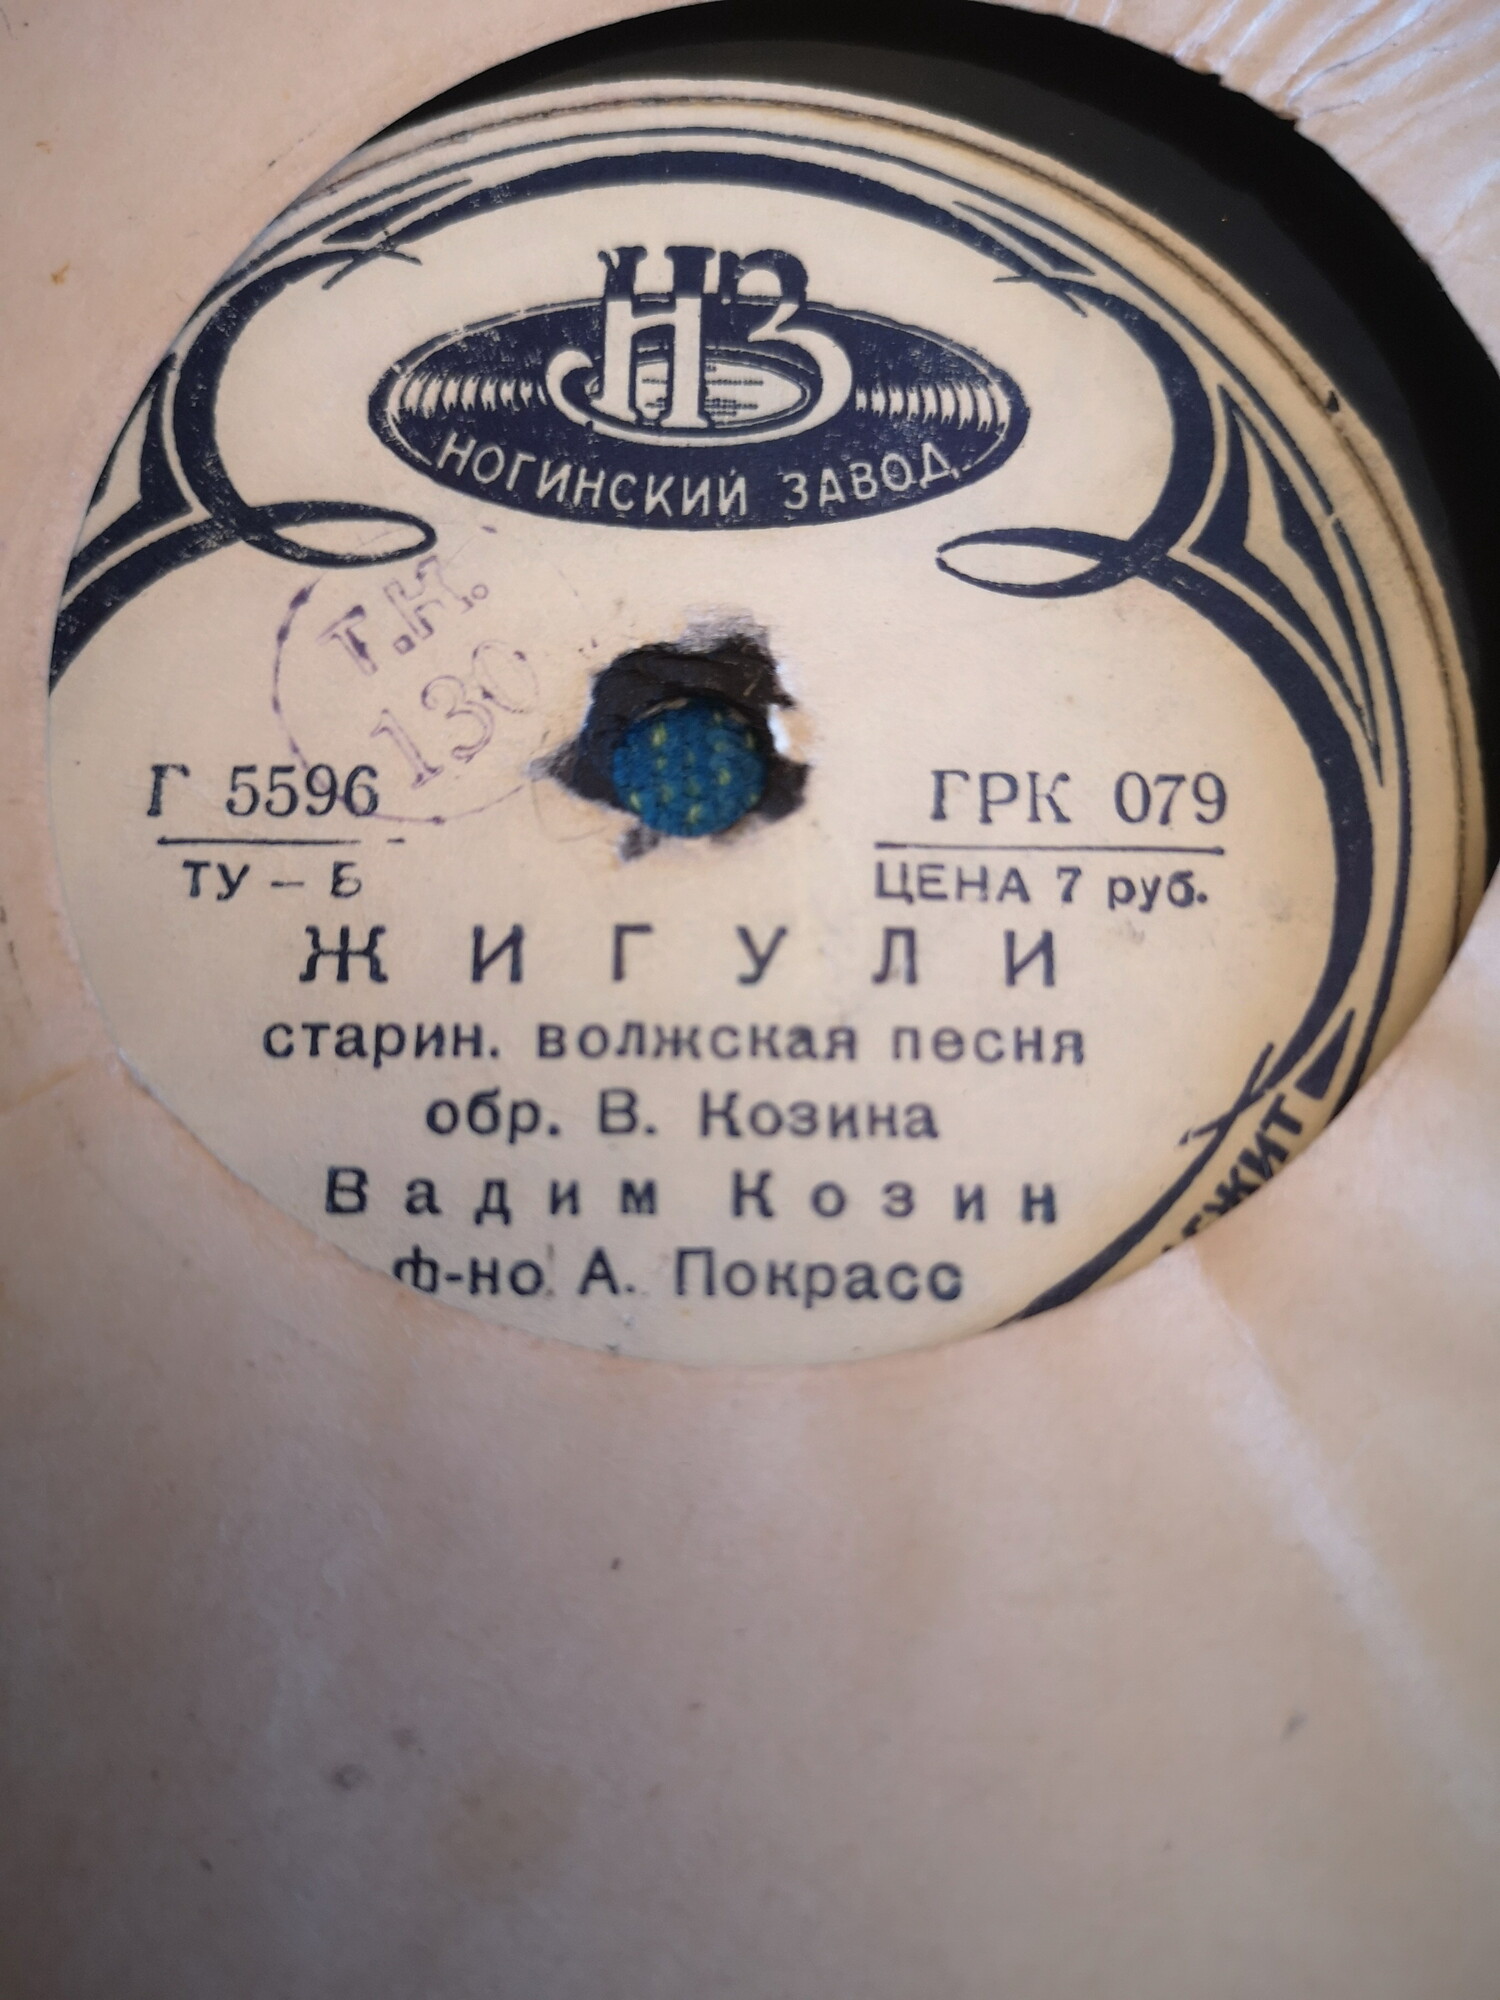 НЗ
НОГИНСКИЙ ЗАВОД
Т.Н.
130
Г 5596
ГРК 079
ТУ – Б
ЦЕНА 7 руб.
ЖИГУЛИ
старин. волжская песня
обр. В. Козина
Вадим Козин
ф-но А. Покрасс